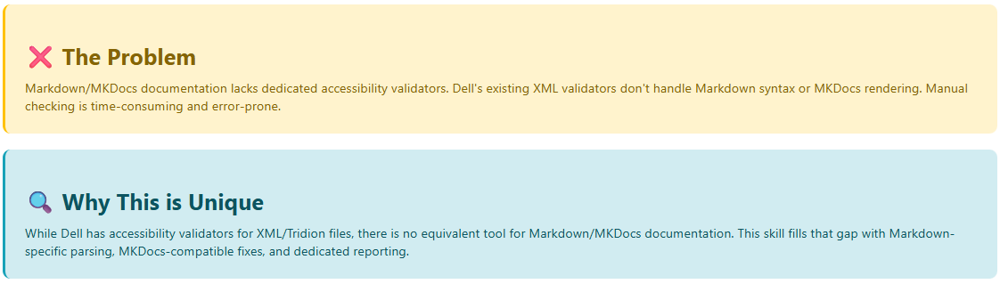 The Problem
Markdown/MKDocs documentation lacks dedicated accessibility validators. Dell's existing XML validators don't handle Markdown syntax or MKDocs rendering. Manual
checking is time-consuming and error-prone.
Why This is Unique
While Dell has accessibility validators for XML/Tridion files, there is no equivalent tool for Markdown/MKDocs documentation. This skill fills that gap with Markdown-
specific parsing, MKDocs-compatible fixes, and dedicated reporting.